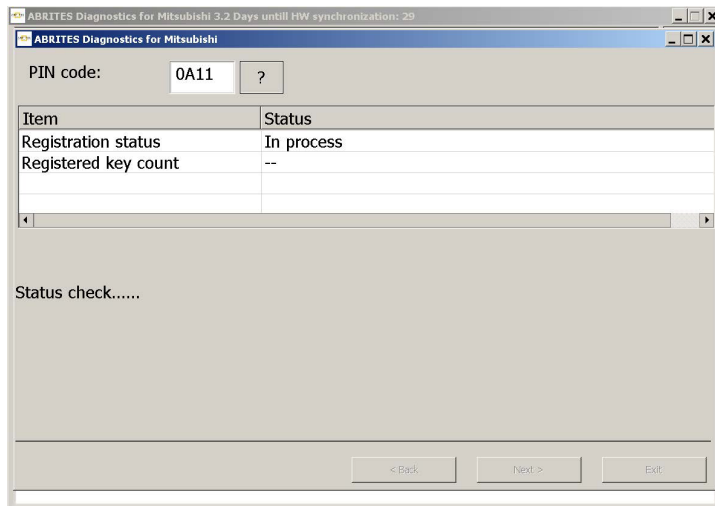 ABRITES Diagnostics for Mitsubishi 3.2 Days untill HW synchronization: 29
ABRITES Diagnostics for Mitsubishi
PIN code: 0A11 ?
Item Status
Registration status In process
Registered key count --
Status check......
< Back Next > Exit